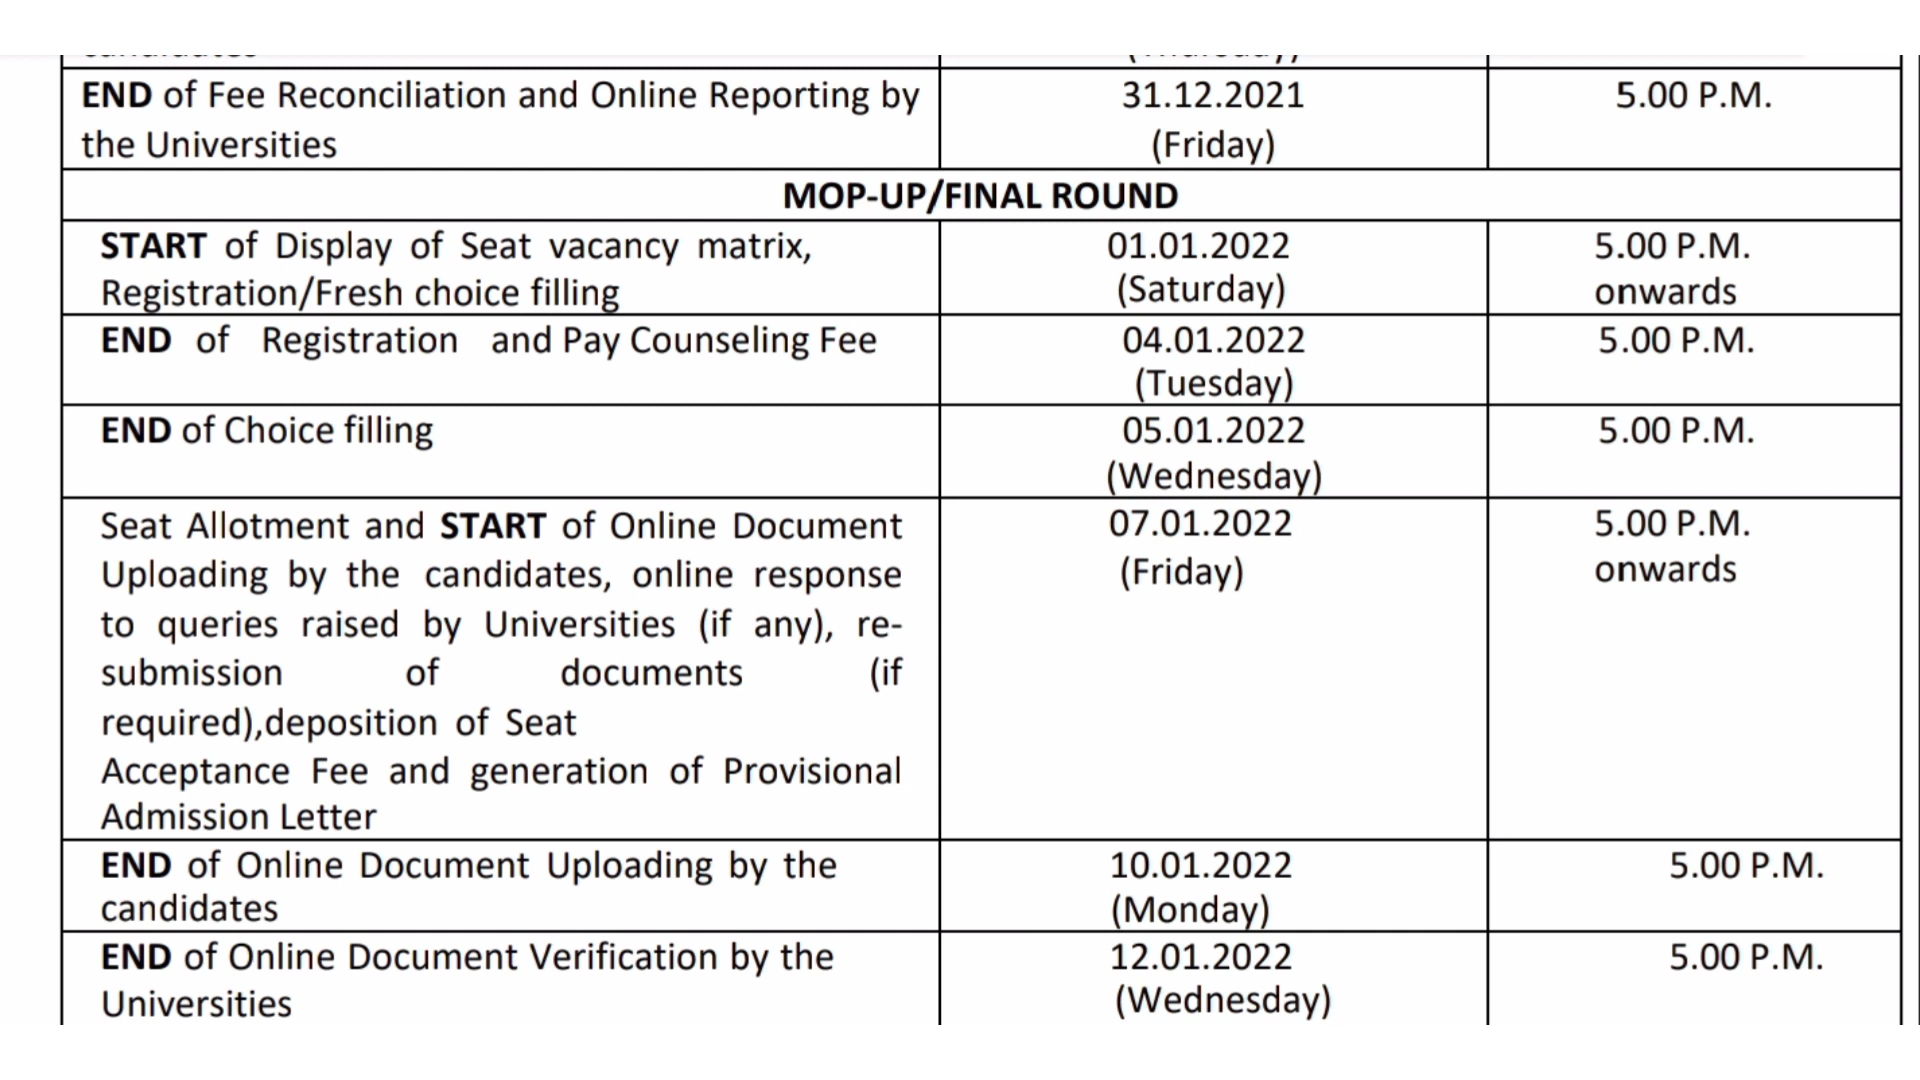 END of Fee Reconciliation and Online Reporting by
the Universities
31.12.2021
(Friday)
5.00 P.M.
MOP-UP/FINAL ROUND
START of Display of Seat vacancy matrix,
Registration/Fresh choice filling
01.01.2022
(Saturday)
5.00 P.M.
onwards
END of Registration and Pay Counseling Fee
04.01.2022
(Tuesday)
5.00 P.M.
END of Choice filling
05.01.2022
(Wednesday)
5.00 P.M.
Seat Allotment and START of Online Document
Uploading by the candidates, online response
to queries raised by Universities (if any), re-
submission of documents (if
required),deposition of Seat
Acceptance Fee and generation of Provisional
Admission Letter
07.01.2022
(Friday)
5.00 P.M.
onwards
END of Online Document Uploading by the
candidates
10.01.2022
(Monday)
5.00 P.M.
END of Online Document Verification by the
Universities
12.01.2022
(Wednesday)
5.00 P.M.